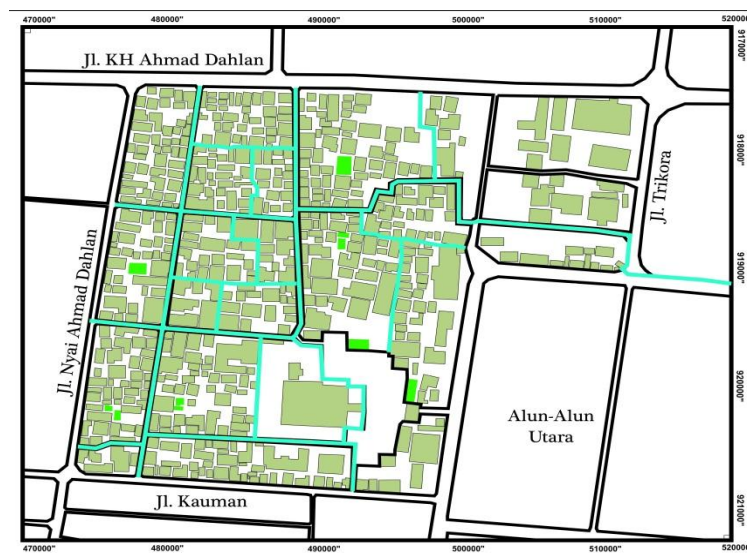 470000"
480000"
490000"
500000"
510000"
520000"
917000"
Jl. KH Ahmad Dahlan
918000"
Jl. Trikora
Jl. Nyai Ahmad Dahlan
919000"
920000"
Alun-Alun
Utara
Jl. Kauman
921000"
470000"
480000"
490000"
500000"
510000"
520000"